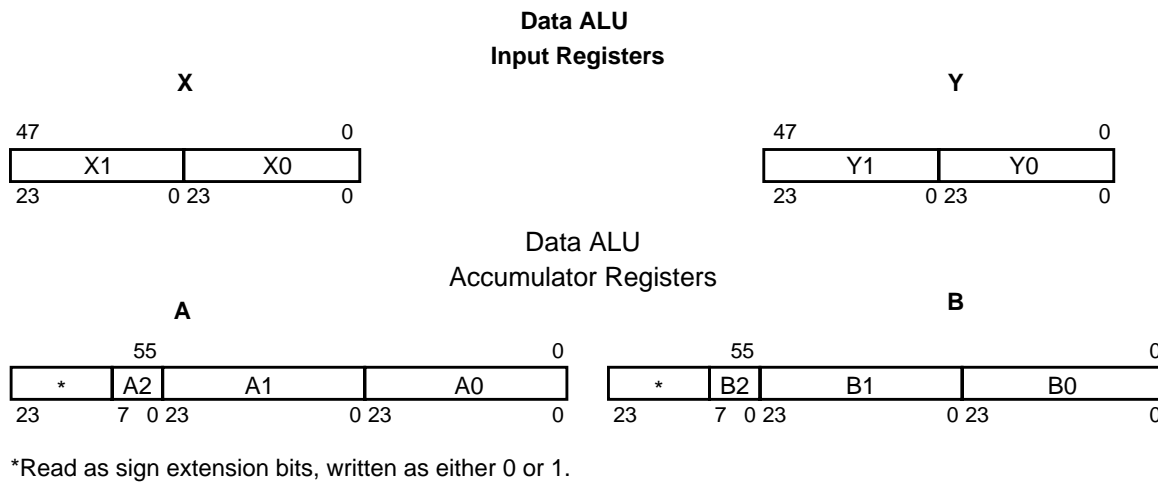 Data ALU
Input Registers
X Y
47 0 47 0
X1 X0 Y1 Y0
23 0 23 0 23 0 23 0
Data ALU
Accumulator Registers
A B
55 0 55 0
* A2 A1 A0 * B2 B1 B0
23 7 0 23 0 23 0 23 7 0 23 0 23 0
*Read as sign extension bits, written as either 0 or 1.